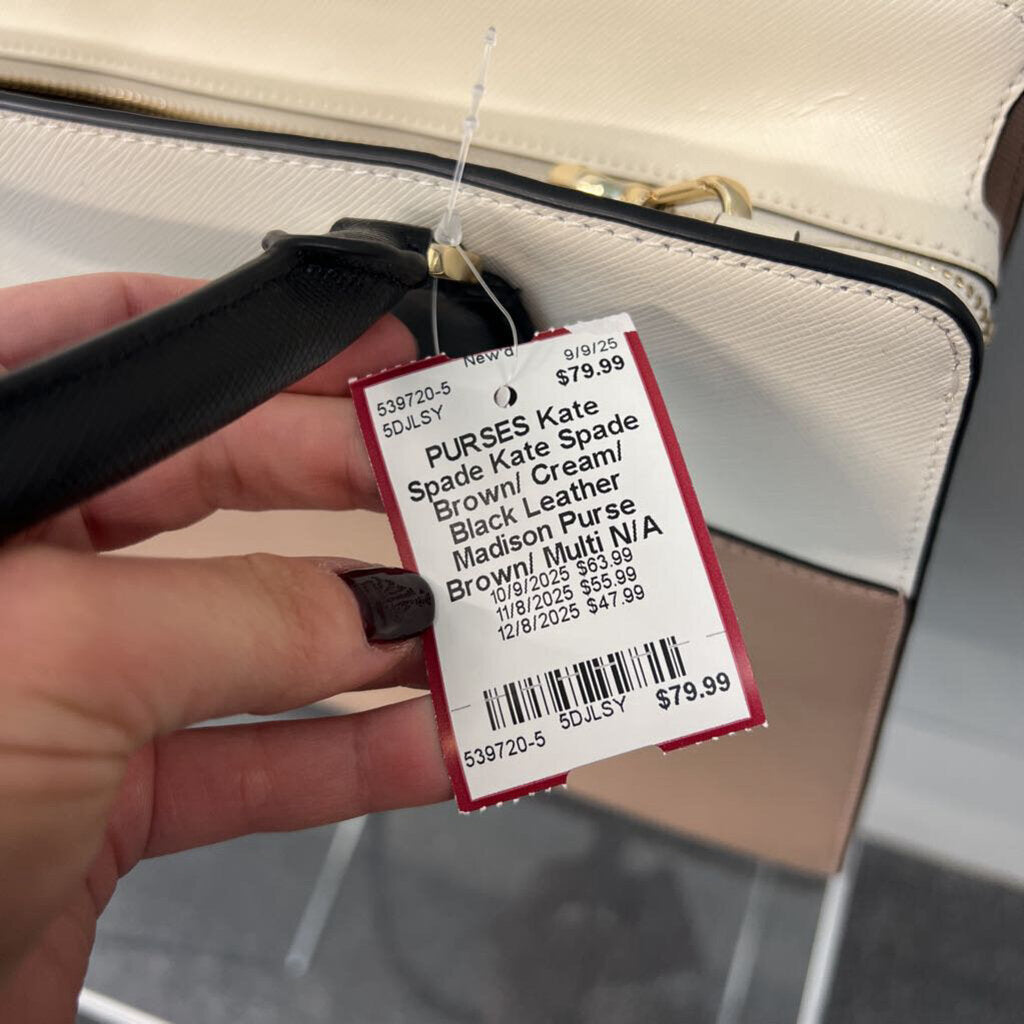 New'd
9/9/25
539720-5
$79.99
5DJLSY
PURSES Kate
Spade Kate Spade
Brown/ Cream/
Black Leather
Madison Purse
Brown/ Multi N/A
10/9/2025 $63.99
11/8/2025 $55.99
12/8/2025 $47.99
5DJLSY
$79.99
539720-5